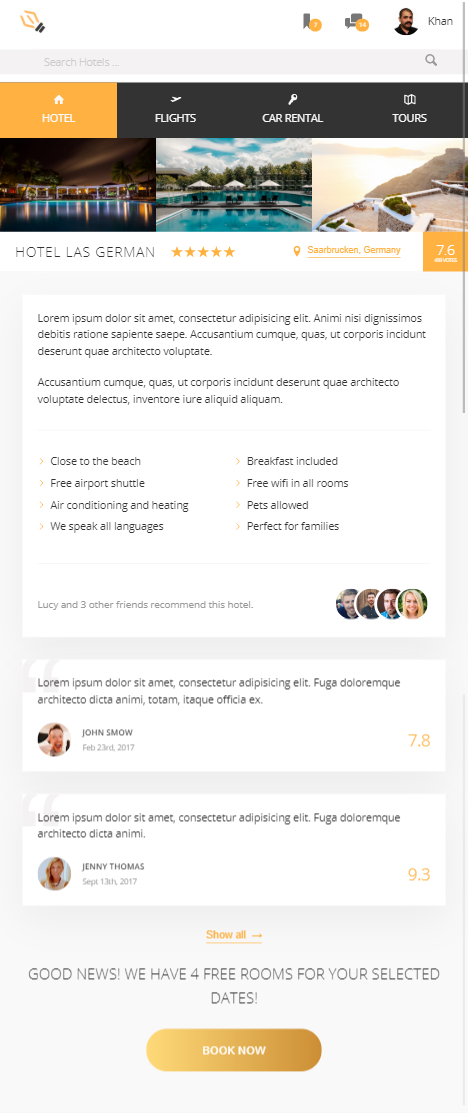 7
14
Khan
Search Hotels ...
HOTEL
FLIGHTS
CAR RENTAL
TOURS
HOTEL LAS GERMAN
Saarbrucken, Germany
7.6
Lorem ipsum dolor sit amet, consectetur adipisicing elit. Animi nisi dignissimos
debitis ratione sapiente saepe. Accusantium cumque, quas, ut corporis incidunt
deserunt quae architecto voluptate.
Accusantium cumque, quas, ut corporis incidunt deserunt quae architecto
voluptate delectus, inventore iure aliquid aliquam.
Close to the beach
Breakfast included
Free airport shuttle
Free wifi in all rooms
Air conditioning and heating
Pets allowed
We speak all languages
Perfect for families
Lucy and 3 other friends recommend this hotel.
Lorem ipsum dolor sit amet, consectetur adipisicing elit. Fuga doloremque
architecto dicta animi, totam, itaque officia ex.
JOHN SMOW
Feb 23rd, 2017
7.8
Lorem ipsum dolor sit amet, consectetur adipisicing elit. Fuga doloremque
architecto dicta animi.
JENNY THOMAS
Sept 13th, 2017
9.3
Show all →
GOOD NEWS! WE HAVE 4 FREE ROOMS FOR YOUR SELECTED
DATES!
BOOK NOW